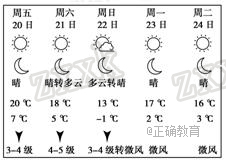 周五 周六 周日 周一 周二
20日 21日 22日 23日 24日
晴 晴转多云 多云转晴 晴 晴
20℃ 18℃ 13℃ 17℃ 16℃
7℃ 5℃ -1℃ 2℃ 3℃
3-4级 4-5级 3-4级转微风 微风 微风
@正确教育